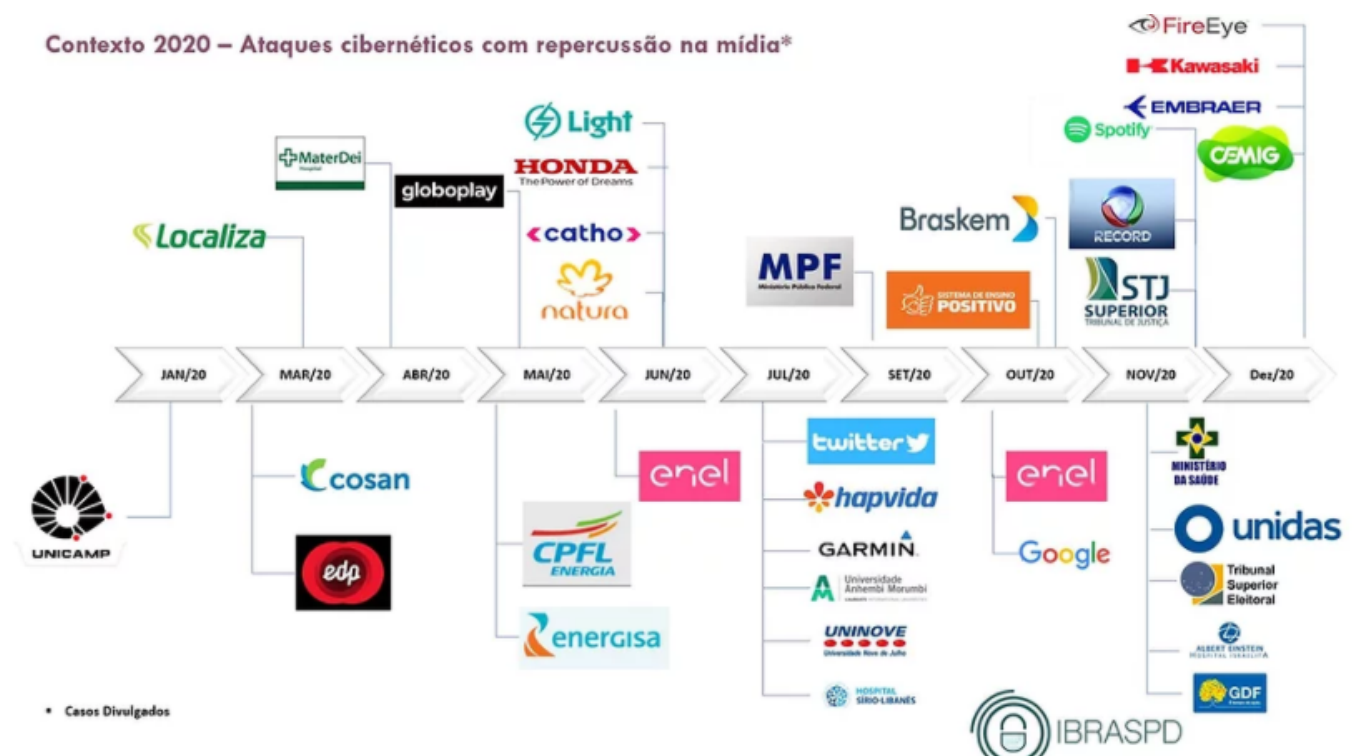 Contexto 2020 – Ataques cibernéticos com repercussão na mídia*
FireEye
Kawasaki
EMBRAER
Spotify
CEMIG
Light
HONDA
The Power of Dreams
MaterDei
Hospital
globoplay
Localiza
catho
natura
Braskem
RECORD
MPF
Ministério Público Federal
SISTEMA DE ENSINO
POSITIVO
STJ
SUPERIOR
TRIBUNAL DE JUSTIÇA
JAN/20
MAR/20
ABR/20
MAI/20
JUN/20
JUL/20
SET/20
OUT/20
NOV/20
Dez/20
UNICAMP
cosan
edp
enel
CPFL
ENERGIA
energisa
twitter
hapvida
GARMIN
Universidade
Anhembi Morumbi
UNINOVE
Universidade Nove de Julho
HOSPITAL
SÍRIO-LIBANÊS
enel
Google
MINISTÉRIO
DA SAÚDE
unidas
Tribunal
Superior
Eleitoral
ALBERT EINSTEIN
HOSPITAL ISRAELITA
GDF
• Casos Divulgados
IBRASPD